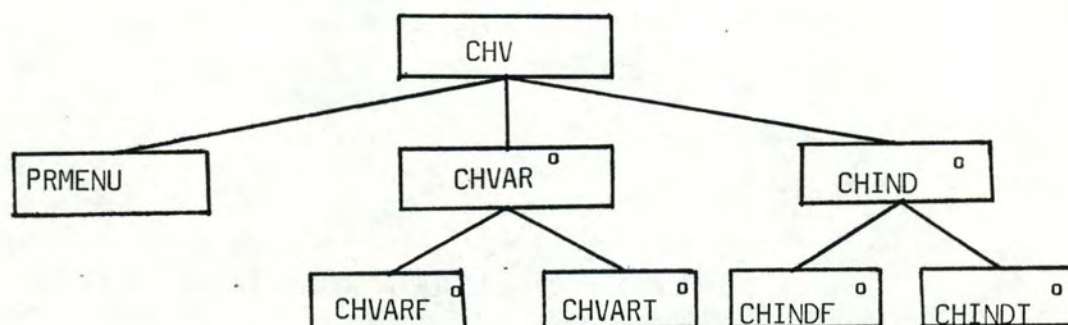 CHV
PRMENU
CHVAR o
CHIND o
CHVARF o
CHVART o
CHINDF o
CHINDT o